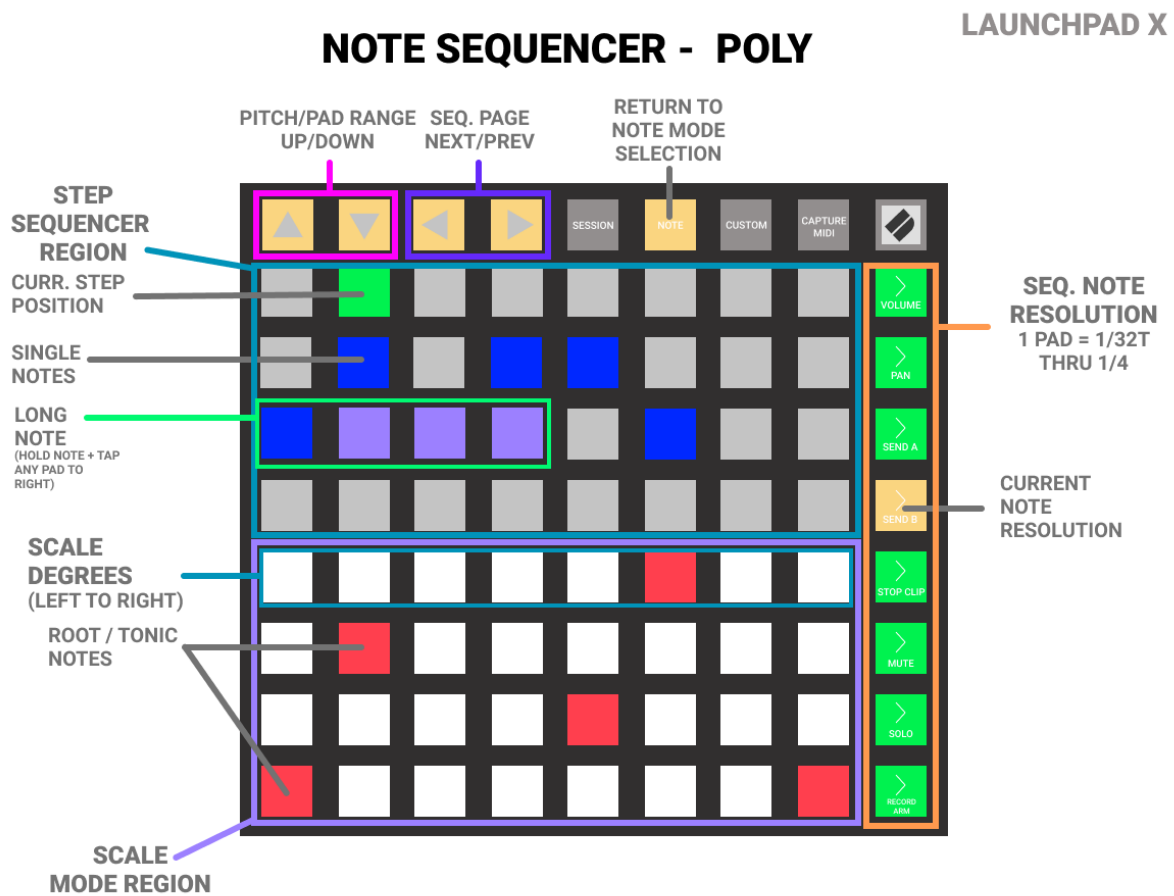 LAUNCHPAD X
NOTE SEQUENCER - POLY
PITCH/PAD RANGE
UP/DOWN
SEQ. PAGE
NEXT/PREV
RETURN TO
NOTE MODE
SELECTION
STEP
SEQUENCER
REGION
CURR. STEP
POSITION
SINGLE
NOTES
LONG
NOTE
(HOLD NOTE + TAP
ANY PAD TO
RIGHT)
SCALE
DEGREES
(LEFT TO RIGHT)
ROOT / TONIC
NOTES
SCALE
MODE REGION
SESSION
NOTE
CUSTOM
CAPTURE
MIDI
VOLUME
PAN
SEND A
SEND B
STOP CLIP
MUTE
SOLO
RECORD
ARM
SEQ. NOTE
RESOLUTION
1 PAD = 1/32T
THRU 1/4
CURRENT
NOTE
RESOLUTION